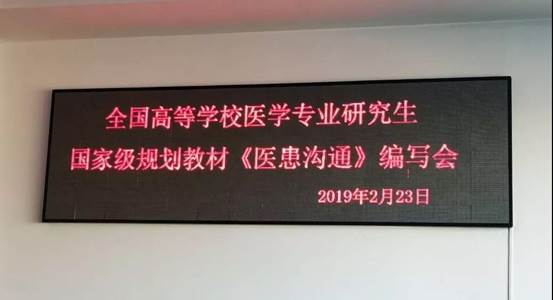 全国高等学校医学专业研究生
国家级规划教材《医患沟通》编写会
2019年2月23日